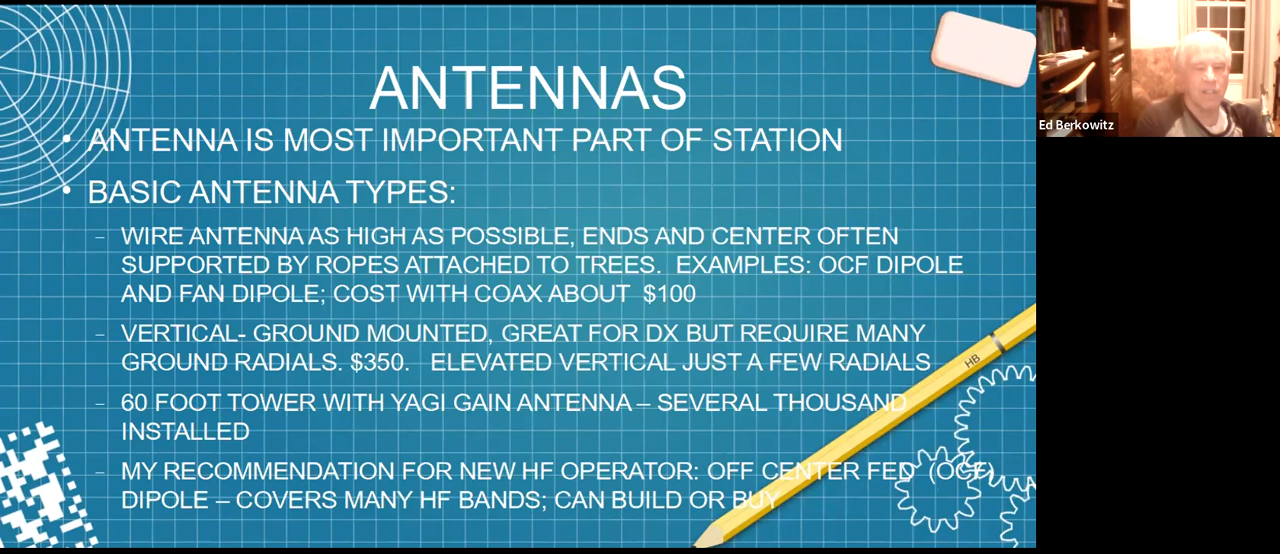 ANTENNAS
• ANTENNA IS MOST IMPORTANT PART OF STATION
• BASIC ANTENNA TYPES:
– WIRE ANTENNA AS HIGH AS POSSIBLE, ENDS AND CENTER OFTEN
SUPPORTED BY ROPES ATTACHED TO TREES. EXAMPLES: OCF DIPOLE
AND FAN DIPOLE; COST WITH COAX ABOUT $100
– VERTICAL- GROUND MOUNTED, GREAT FOR DX BUT REQUIRE MANY
GROUND RADIALS. $350. ELEVATED VERTICAL JUST A FEW RADIALS
– 60 FOOT TOWER WITH YAGI GAIN ANTENNA – SEVERAL THOUSAND
INSTALLED
– MY RECOMMENDATION FOR NEW HF OPERATOR: OFF CENTER FED (OCF)
DIPOLE – COVERS MANY HF BANDS; CAN BUILD OR BUY
HB
Ed Berkowitz